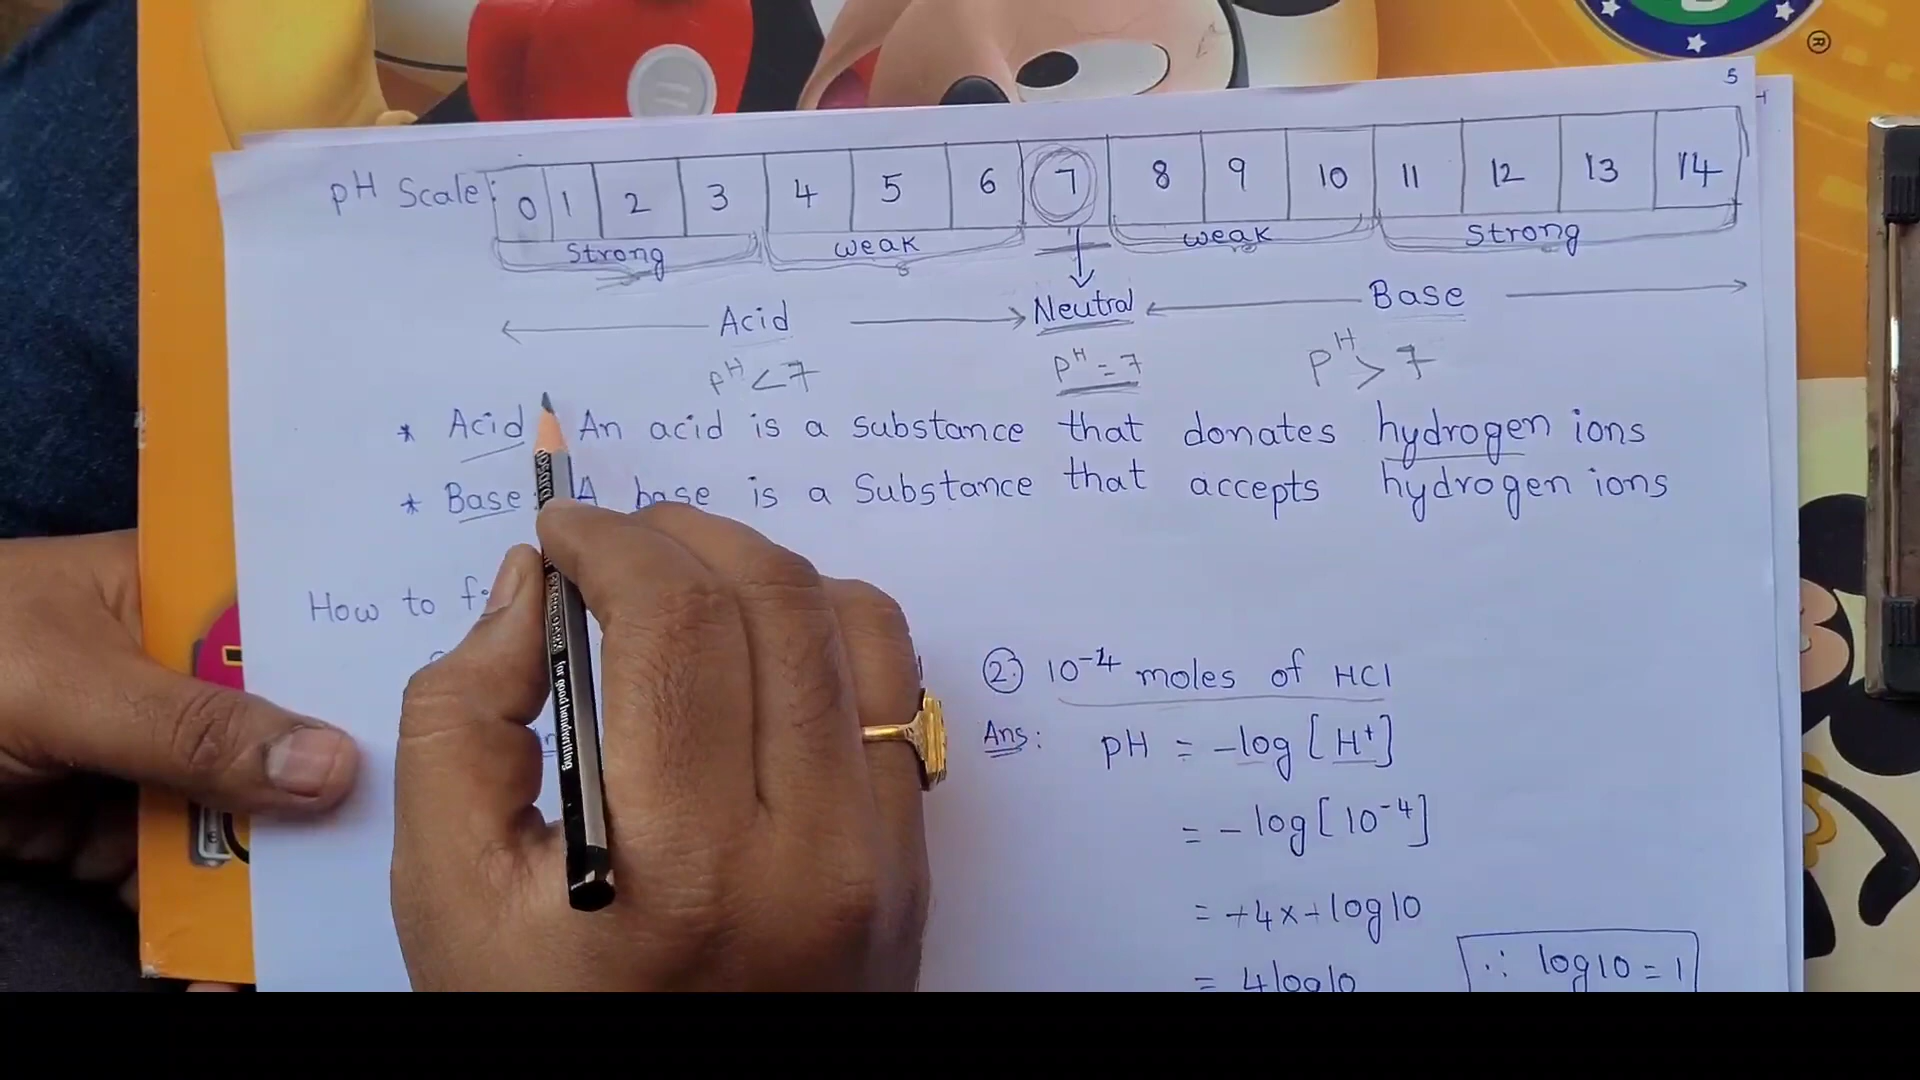 5
pH Scale: 0 1 2 3 4 5 6 7 8 9 10 11 12 13 14
Strong weak weak Strong
Acid Neutral Base
pH < 7 pH = 7 pH > 7
* Acid An acid is a substance that donates hydrogen ions
* Base: A base is a Substance that accepts hydrogen ions
How to
② 10⁻⁴ moles of HCl
Ans: pH = -log [H⁺]
= - log [10⁻⁴]
= +4x+log10
= 4log10
∴ log10 = 1
for good handwriting
®